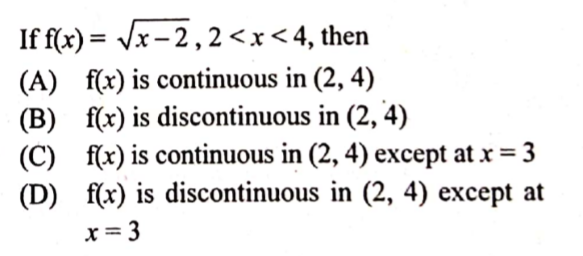 If f(x) = √x – 2 , 2 < x < 4, then
(A) f(x) is continuous in (2, 4)
(B) f(x) is discontinuous in (2, 4)
(C) f(x) is continuous in (2, 4) except at x = 3
(D) f(x) is discontinuous in (2, 4) except at
x = 3